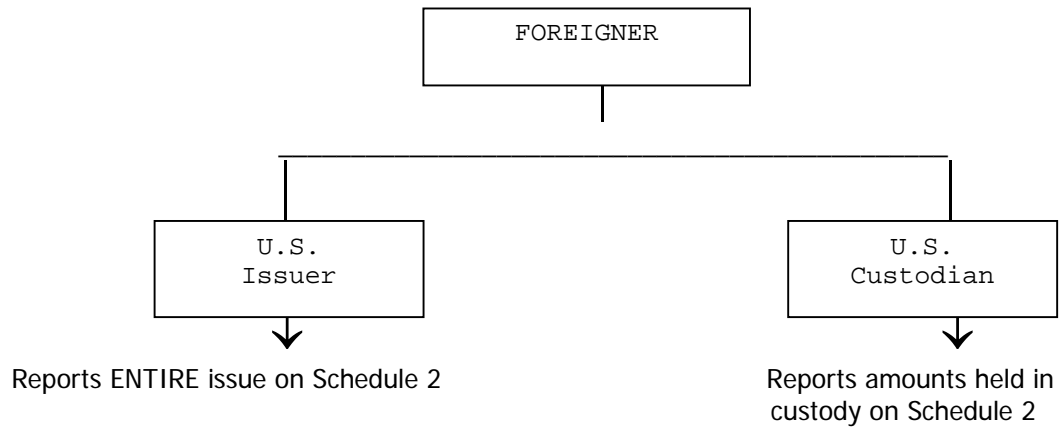 FOREIGNER
U.S.
Issuer
U.S.
Custodian
Reports ENTIRE issue on Schedule 2
Reports amounts held in
custody on Schedule 2